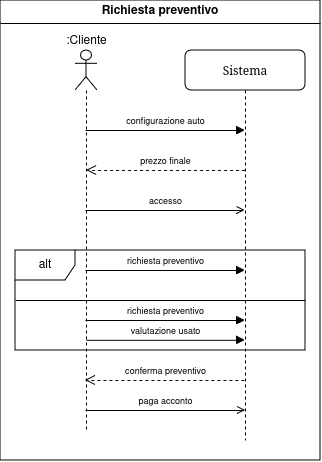 Richiesta preventivo
:Cliente
Sistema
configurazione auto
prezzo finale
accesso
alt
richiesta preventivo
richiesta preventivo
valutazione usato
conferma preventivo
paga acconto